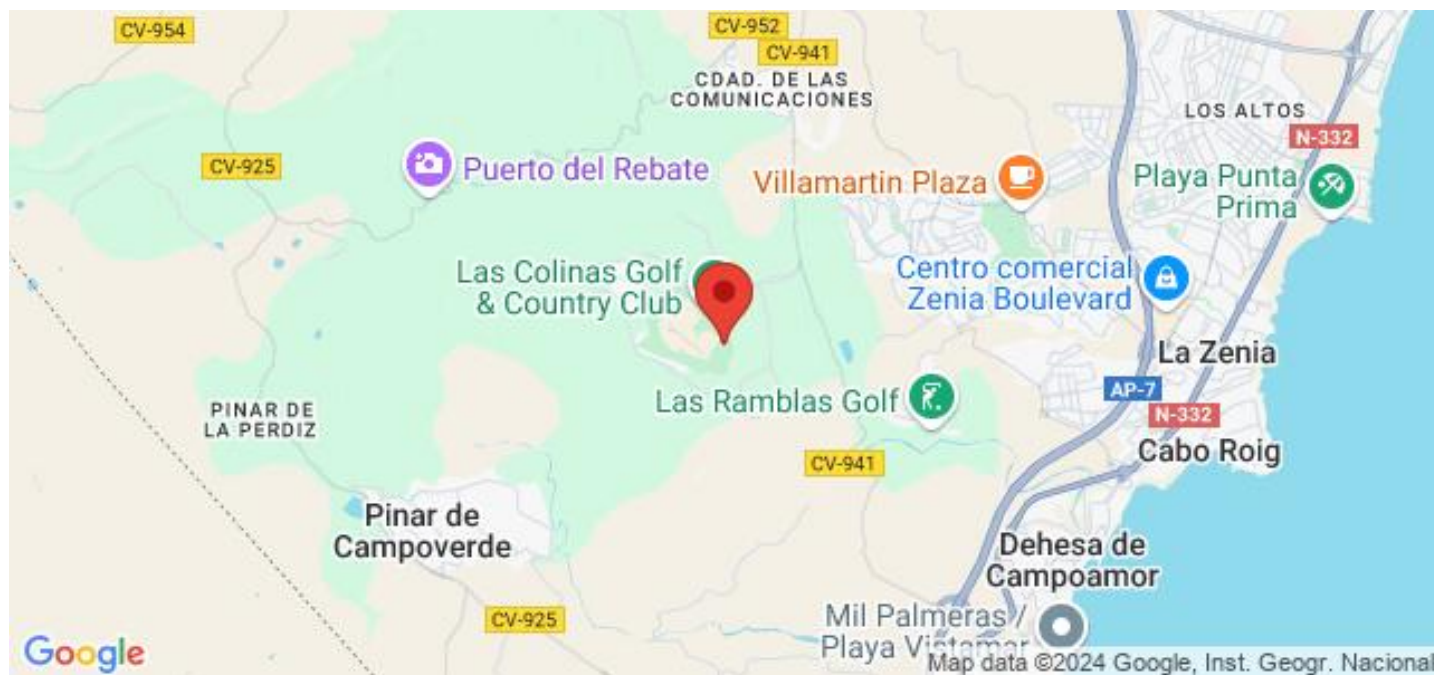 CV-954
CV-952
CV-941
CDAD. DE LAS
COMUNICACIONES
LOS ALTOS
N-332
CV-925
Puerto del Rebate
Villamartin Plaza
Playa Punta
Prima
Las Colinas Golf
& Country Club
Centro comercial
Zenia Boulevard
La Zenia
AP-7
N-332
Las Ramblas Golf
PINAR DE
LA PERDIZ
Cabo Roig
CV-941
Pinar de
Campoverde
Dehesa de
Campoamor
CV-925
Mil Palmeras /
Playa Vistamar
Google
Map data ©2024 Google, Inst. Geogr. Nacional